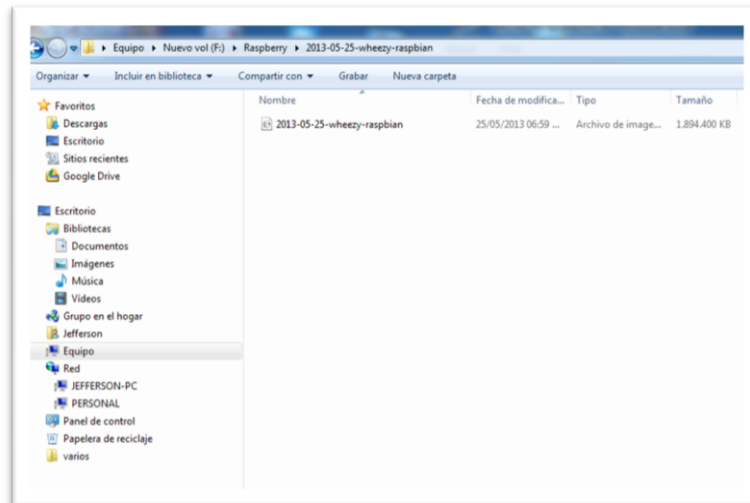 Equipo ▸ Nuevo vol (F:) ▸ Raspberry ▸ 2013-05-25-wheezy-raspbian
Organizar Incluir en biblioteca Compartir con Grabar Nueva carpeta
Nombre Fecha de modifica... Tipo Tamaño
2013-05-25-wheezy-raspbian 25/05/2013 06:59 ... Archivo de image... 1.894.400 KB
Favoritos
Descargas
Escritorio
Sitios recientes
Google Drive
Escritorio
Bibliotecas
Documentos
Imágenes
Música
Vídeos
Grupo en el hogar
Jefferson
Equipo
Red
JEFFERSON-PC
PERSONAL
Panel de control
Papelera de reciclaje
varios